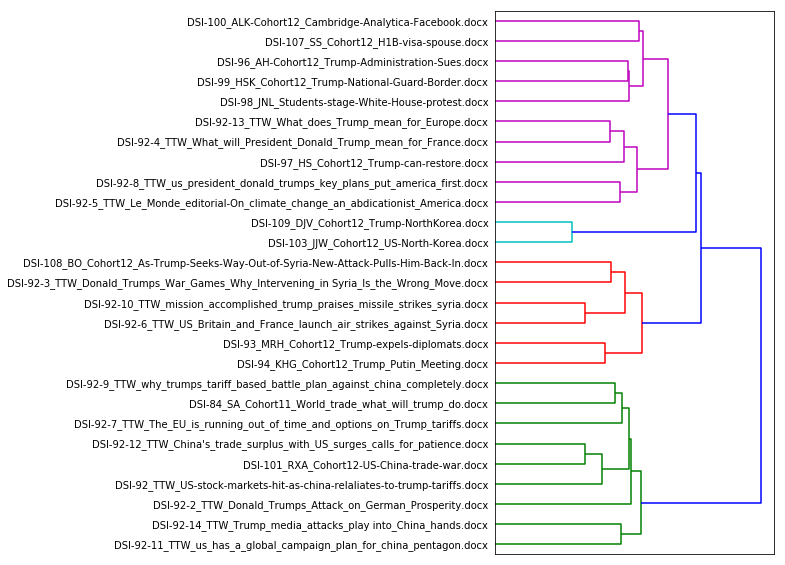 DSI-100_ALK-Cohort12_Cambridge-Analytica-Facebook.docx
DSI-107_SS_Cohort12_H1B-visa-spouse.docx
DSI-96_AH-Cohort12_Trump-Administration-Sues.docx
DSI-99_HSK_Cohort12_Trump-National-Guard-Border.docx
DSI-98_JNL_Students-stage-White-House-protest.docx
DSI-92-13_TTW_What_does_Trump_mean_for_Europe.docx
DSI-92-4_TTW_What_will_President_Donald_Trump_mean_for_France.docx
DSI-97_HS_Cohort12_Trump-can-restore.docx
DSI-92-8_TTW_us_president_donald_trumps_key_plans_put_america_first.docx
DSI-92-5_TTW_Le_Monde_editorial-On_climate_change_an_abdicationist_America.docx
DSI-109_DJV_Cohort12_Trump-NorthKorea.docx
DSI-103_JJW_Cohort12_US-North-Korea.docx
DSI-108_BO_Cohort12_As-Trump-Seeks-Way-Out-of-Syria-New-Attack-Pulls-Him-Back-In.docx
DSI-92-3_TTW_Donald_Trumps_War_Games_Why_Intervening in Syria_Is the_Wrong_Move.docx
DSI-92-10_TTW_mission_accomplished_trump_praises_missile_strikes_syria.docx
DSI-92-6_TTW_US_Britain_and_France_launch_air_strikes_against_Syria.docx
DSI-93_MRH_Cohort12_Trump-expels-diplomats.docx
DSI-94_KHG_Cohort12_Trump_Putin_Meeting.docx
DSI-92-9_TTW_why_trumps_tariff_based_battle_plan_against_china_completely.docx
DSI-84_SA_Cohort11_World_trade_what_will_trump_do.docx
DSI-92-7_TTW_The_EU_is_running_out_of_time_and_options_on_Trump_tariffs.docx
DSI-92-12_TTW_China's_trade_surplus_with_US_surges_calls_for_patience.docx
DSI-101_RXA_Cohort12-US-China-trade-war.docx
DSI-92_TTW_US-stock-markets-hit-as-china-relaliates-to-trump-tariffs.docx
DSI-92-2_TTW_Donald_Trumps_Attack_on_German_Prosperity.docx
DSI-92-14_TTW_Trump_media_attacks_play into_China_hands.docx
DSI-92-11_TTW_us_has_a_global_campaign_plan_for_china_pentagon.docx